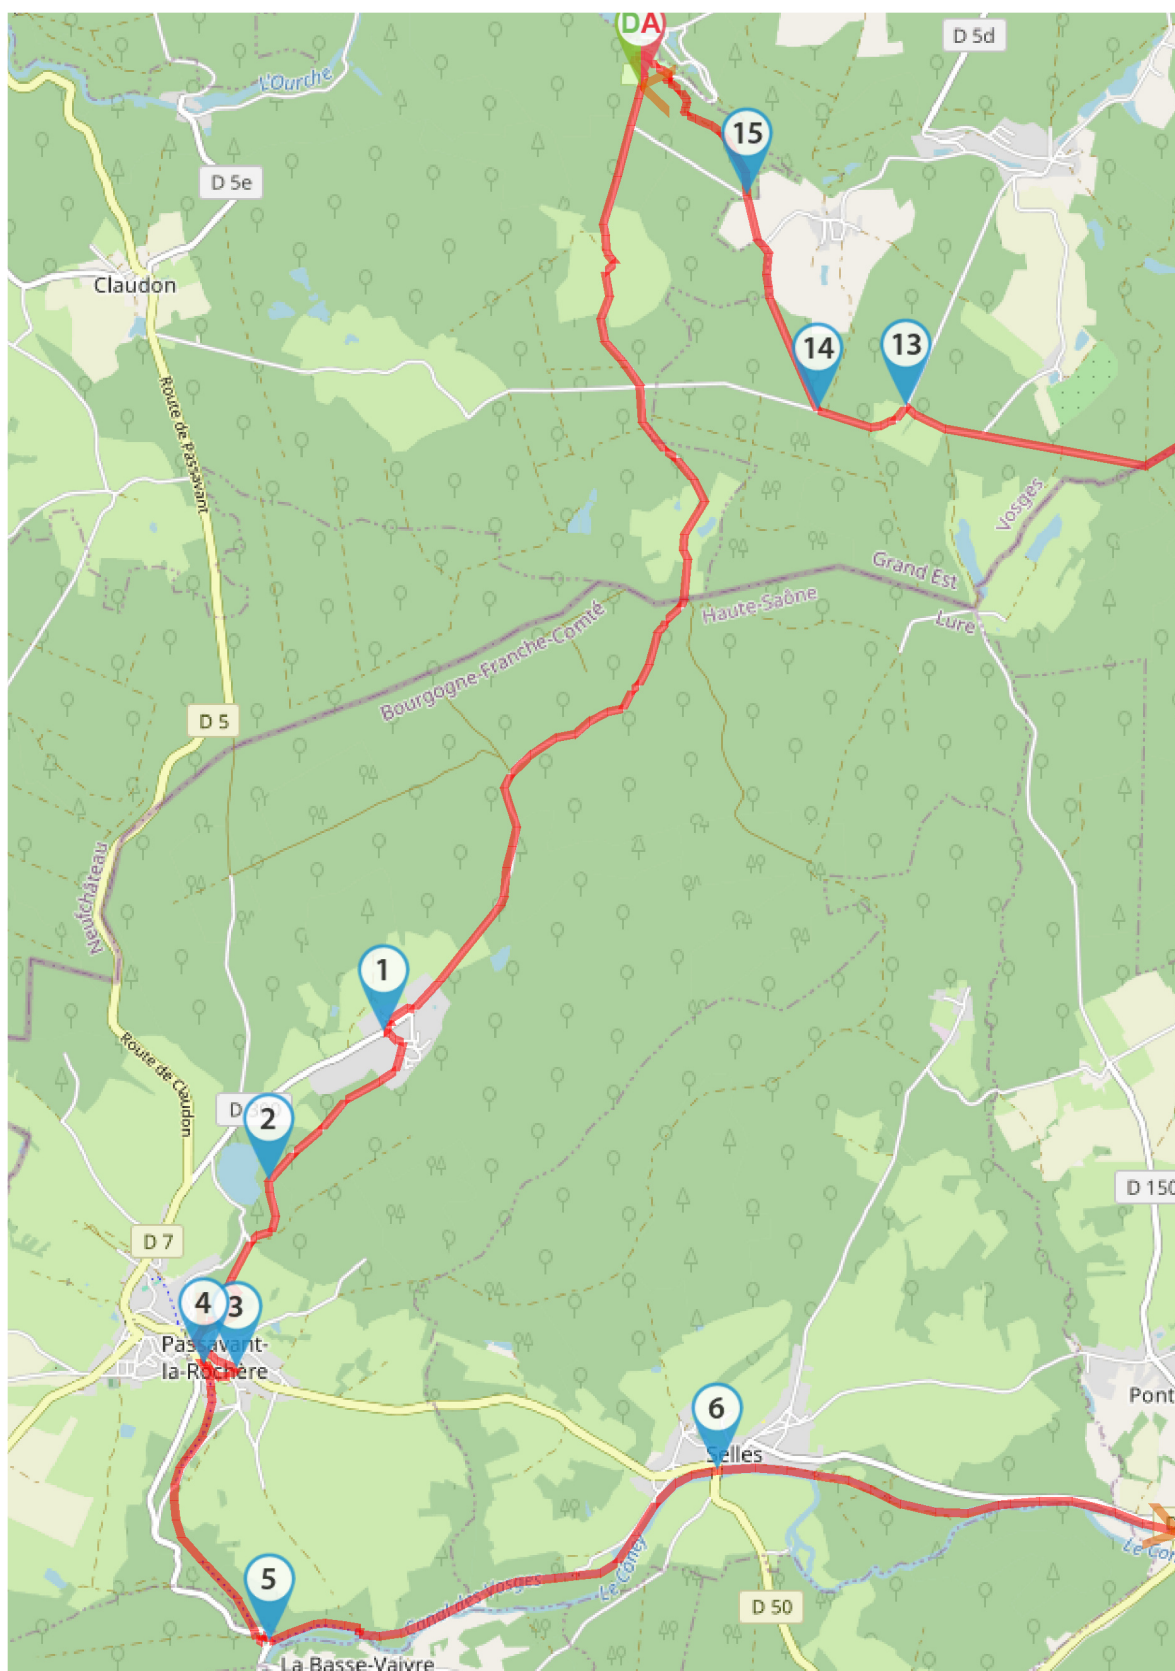 DA
D 5d
L'Ourche
15
D 5e
Claudon
14
13
Route de Passavant
Vosges
Grand Est
Haute-Saône
Lure
Bourgogne-Franche-Comté
D 5
Neufchâteau
1
Route de Claudon
D
2
D 150
D 7
4
3
Passavant-
la-Rochère
Pont
6
Selles
Le Coney
Canal des Vosges
5
D 50
La Basse-Vaivre